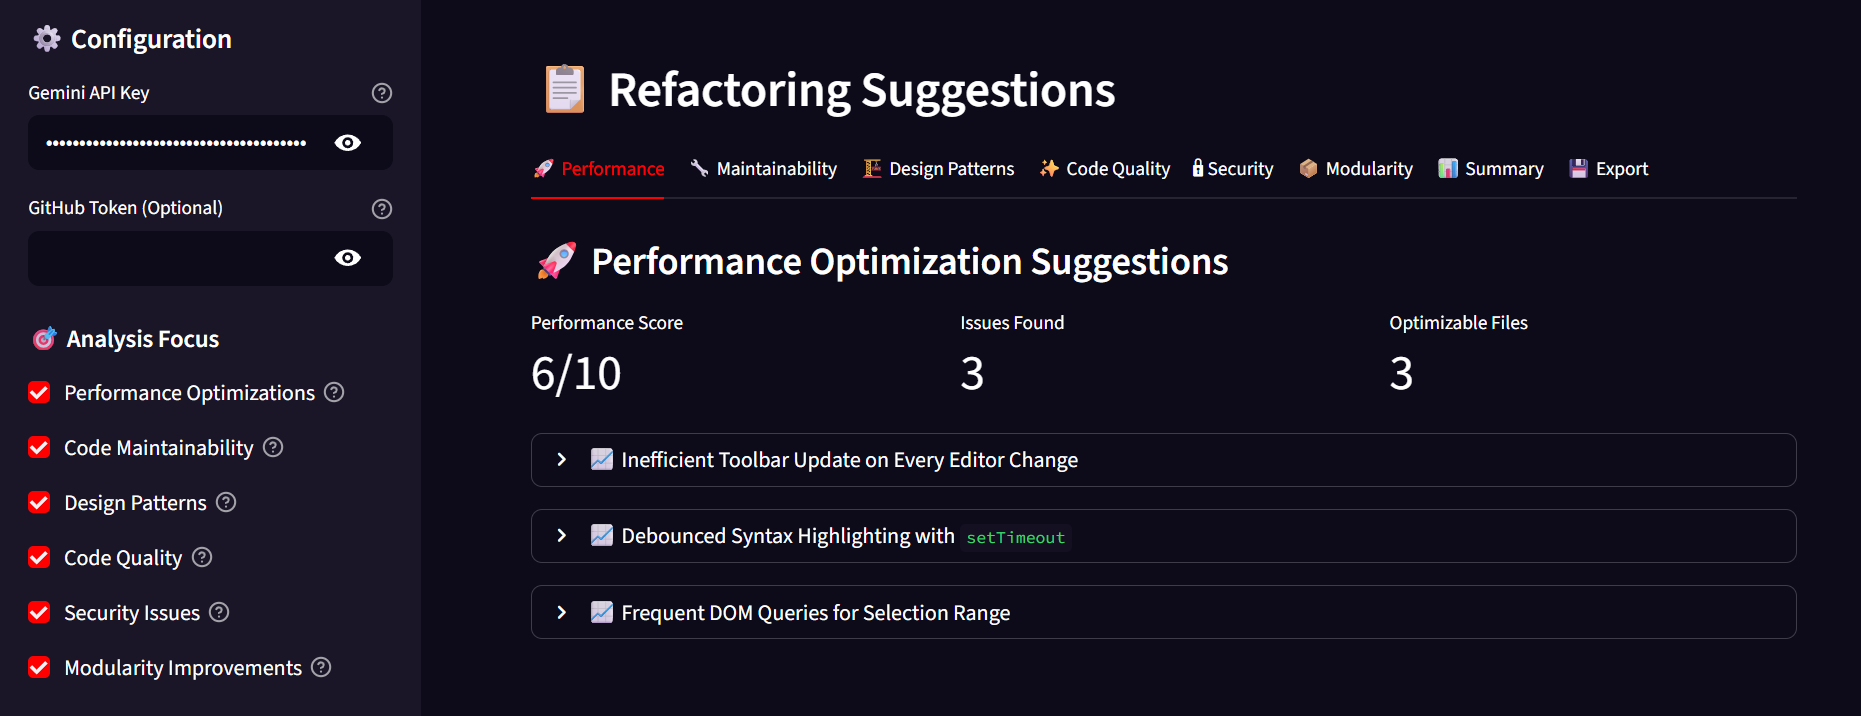 Configuration
Gemini API Key
••••••••••••••••••••••••••••••••••••••
GitHub Token (Optional)
Analysis Focus
Performance Optimizations
Code Maintainability
Design Patterns
Code Quality
Security Issues
Modularity Improvements
Refactoring Suggestions
Performance Maintainability Design Patterns Code Quality Security Modularity Summary Export
Performance Optimization Suggestions
Performance Score Issues Found Optimizable Files
6/10 3 3
Inefficient Toolbar Update on Every Editor Change
Debounced Syntax Highlighting with setTimeout
Frequent DOM Queries for Selection Range